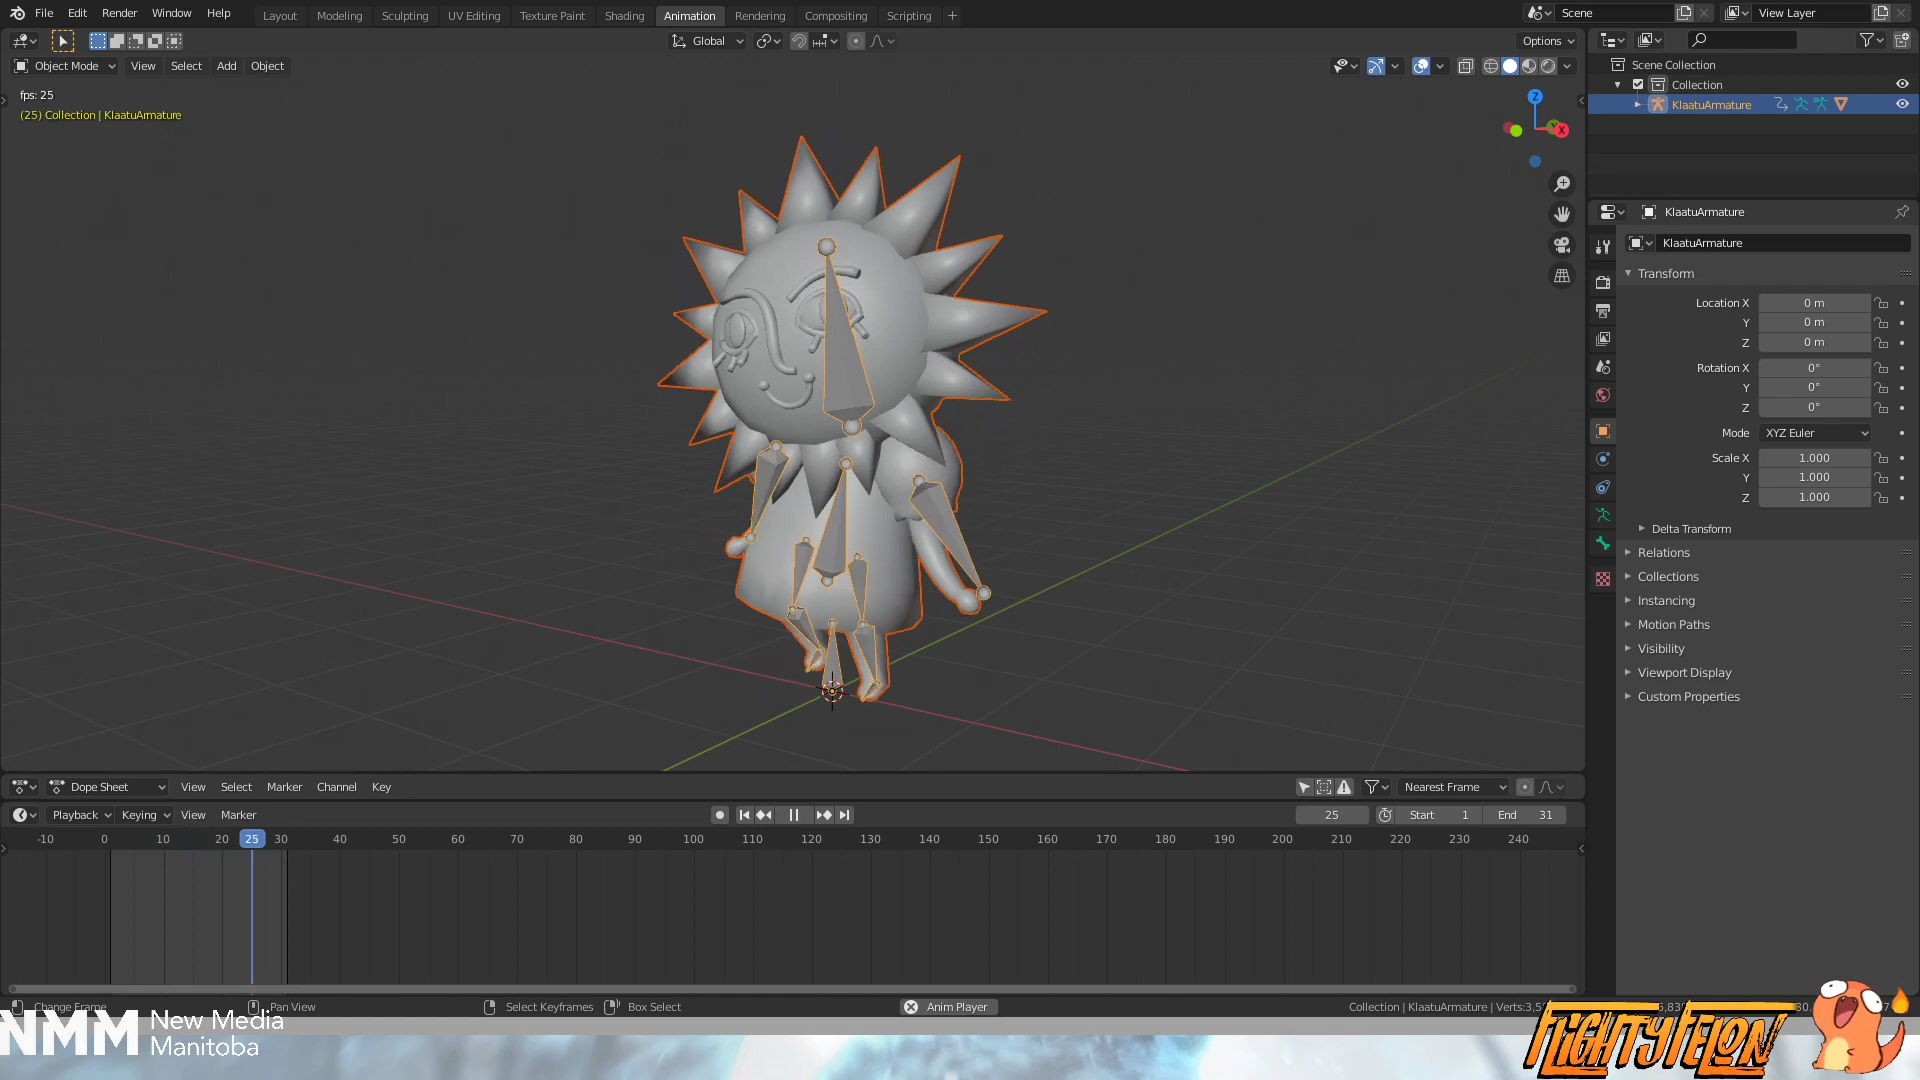 File Edit Render Window Help
Layout Modeling Sculpting UV Editing Texture Paint Shading Animation Rendering Compositing Scripting +
Scene View Layer
Global Options
Object Mode View Select Add Object
fps: 25
(25) Collection | KlaatuArmature
Z
Y
X
Scene Collection
Collection
KlaatuArmature
KlaatuArmature
KlaatuArmature
Transform
Location X 0 m
Y 0 m
Z 0 m
Rotation X 0°
Y 0°
Z 0°
Mode XYZ Euler
Scale X 1.000
Y 1.000
Z 1.000
Delta Transform
Relations
Collections
Instancing
Motion Paths
Visibility
Viewport Display
Custom Properties
Dope Sheet View Select Marker Channel Key Nearest Frame
Playback Keying View Marker 25 Start 1 End 31
-10 0 10 20 25 30 40 50 60 70 80 90 100 110 120 130 140 150 160 170 180 190 200 210 220 230 240
Change Frame Pan View Select Keyframes Box Select Anim Player Collection | KlaatuArmature | Verts:3,5
NMM New Media
Manitoba
FLIGHTYFELON